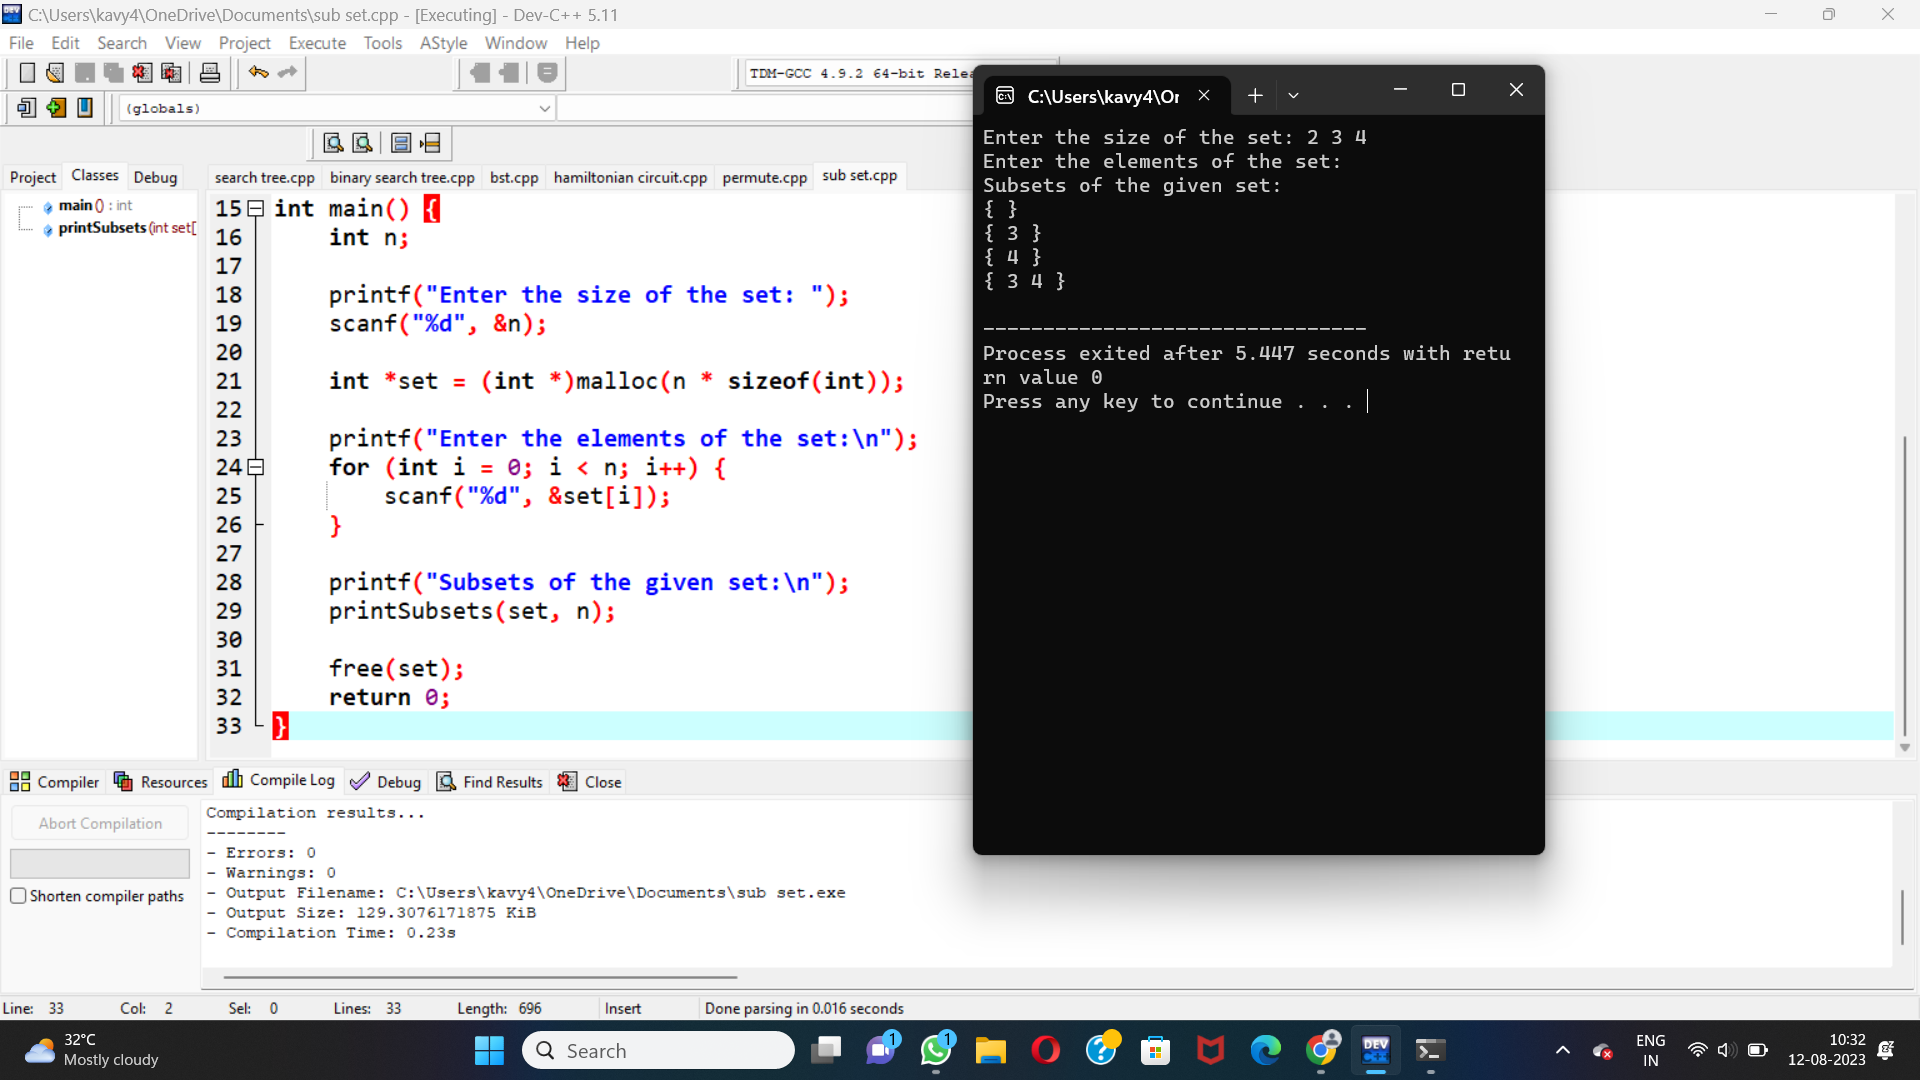 C:\Users\kavy4\OneDrive\Documents\sub set.cpp - [Executing] - Dev-C++ 5.11
File Edit Search View Project Execute Tools AStyle Window Help
TDM-GCC 4.9.2 64-bit Relea
(globals)
Project Classes Debug
search tree.cpp binary search tree.cpp bst.cpp hamiltonian circuit.cpp permute.cpp sub set.cpp
main () : int
printSubsets (int set[
15 int main() {
16 int n;
17
18 printf("Enter the size of the set: ");
19 scanf("%d", &n);
20
21 int *set = (int *)malloc(n * sizeof(int));
22
23 printf("Enter the elements of the set:\n");
24 for (int i = 0; i < n; i++) {
25 scanf("%d", &set[i]);
26 }
27
28 printf("Subsets of the given set:\n");
29 printSubsets(set, n);
30
31 free(set);
32 return 0;
33 }
C:\Users\kavy4\On
Enter the size of the set: 2 3 4
Enter the elements of the set:
Subsets of the given set:
{ }
{ 3 }
{ 4 }
{ 3 4 }
--------------------------------
Process exited after 5.447 seconds with retu
rn value 0
Press any key to continue . . .
Compiler Resources Compile Log Debug Find Results Close
Abort Compilation
Shorten compiler paths
Compilation results...
--------
- Errors: 0
- Warnings: 0
- Output Filename: C:\Users\kavy4\OneDrive\Documents\sub set.exe
- Output Size: 129.3076171875 KiB
- Compilation Time: 0.23s
Line: 33 Col: 2 Sel: 0 Lines: 33 Length: 696 Insert Done parsing in 0.016 seconds
32°C
Mostly cloudy
Search
1
1
DEV
ENG
IN
10:32
12-08-2023